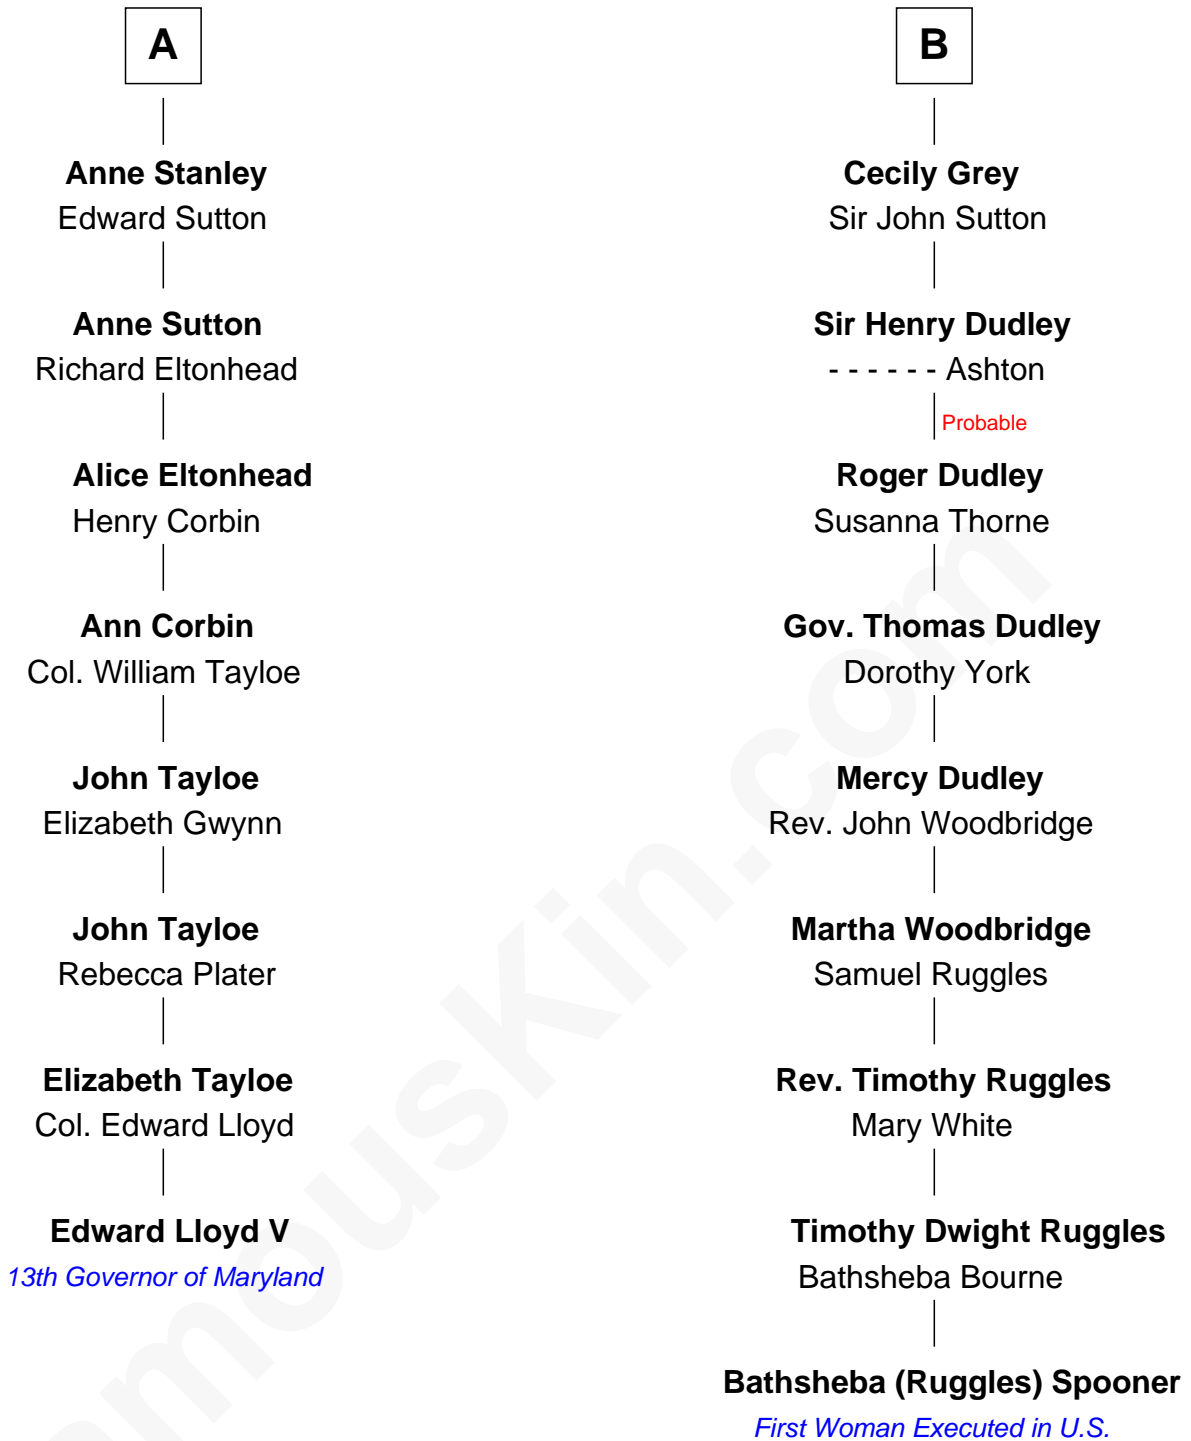 A
Anne Stanley
Edward Sutton
Anne Sutton
Richard Eltonhead
Alice Eltonhead
Henry Corbin
Ann Corbin
Col. William Tayloe
John Tayloe
Elizabeth Gwynn
John Tayloe
Rebecca Plater
Elizabeth Tayloe
Col. Edward Lloyd
Edward Lloyd V
13th Governor of Maryland
B
Cecily Grey
Sir John Sutton
Sir Henry Dudley
- - - - - - Ashton
Probable
Roger Dudley
Susanna Thorne
Gov. Thomas Dudley
Dorothy York
Mercy Dudley
Rev. John Woodbridge
Martha Woodbridge
Samuel Ruggles
Rev. Timothy Ruggles
Mary White
Timothy Dwight Ruggles
Bathsheba Bourne
Bathsheba (Ruggles) Spooner
First Woman Executed in U.S.
amouskin.com